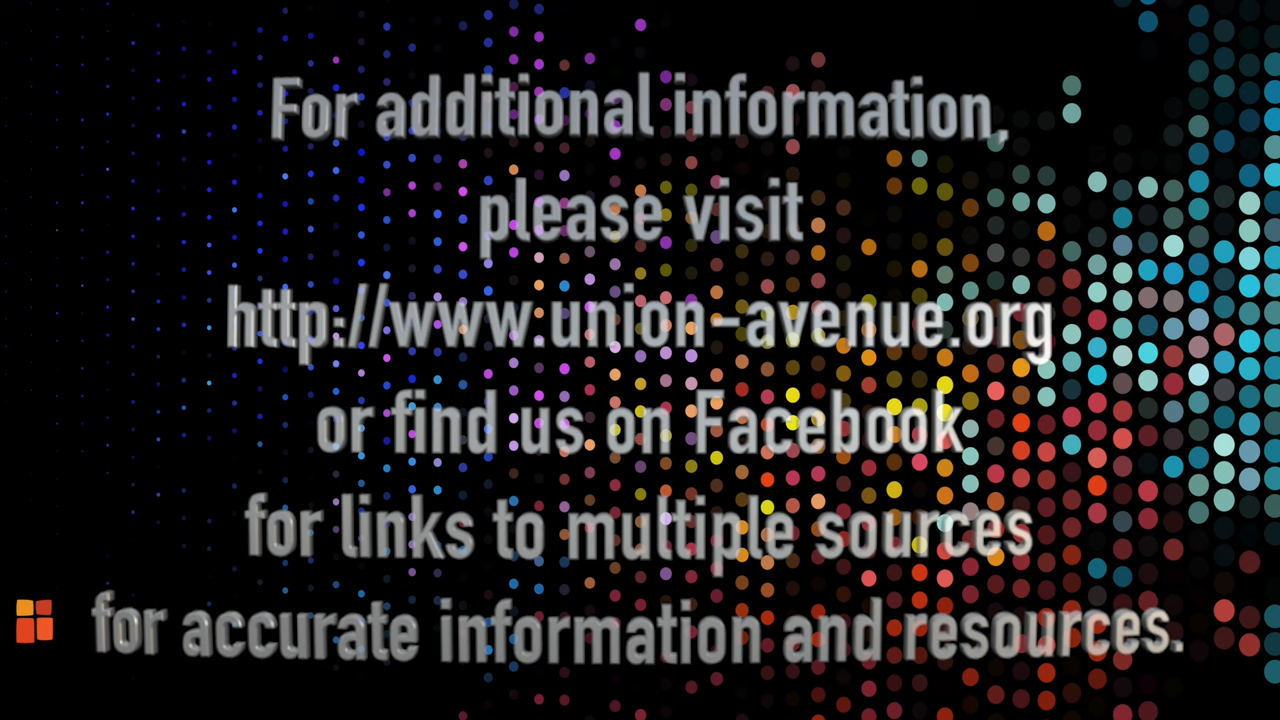 For additional information,
please visit
http://www.union-avenue.org
or find us on Facebook
for links to multiple sources
for accurate information and resources.